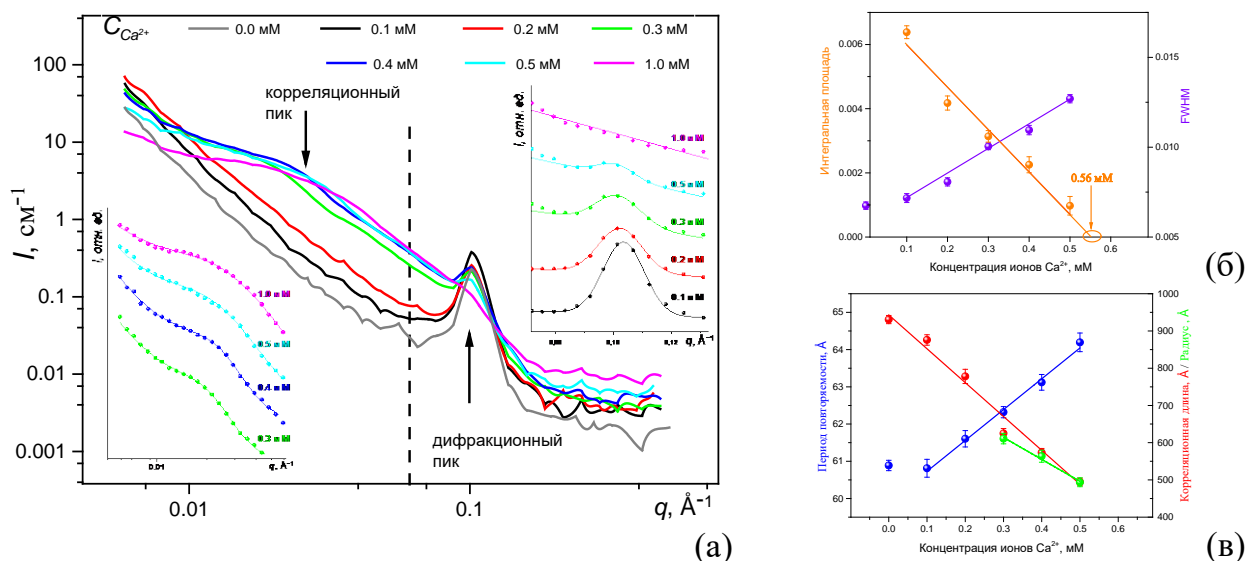 C Ca²⁺
0.0 мМ
0.1 мМ
0.2 мМ
0.3 мМ
0.4 мМ
0.5 мМ
1.0 мМ
I, см⁻¹
100
10
1
0.1
0.01
0.001
0.01
0.1
q, Å⁻¹
корреляционный
пик
дифракционный
пик
I, отн. ед.
1.0 мМ
0.5 мМ
0.4 мМ
0.3 мМ
0.01
q, Å⁻¹
I, отн. ед.
1.0 мМ
0.5 мМ
0.3 мМ
0.2 мМ
0.1 мМ
0.08
0.10
0.12
q, Å⁻¹
(а)
Интегральная площадь
0.006
0.004
0.002
0.000
0.015
0.010
0.005
FWHM
0.56 мМ
0.1
0.2
0.3
0.4
0.5
0.6
Концентрация ионов Ca²⁺, мМ
(б)
Период повторяемости, Å
65
64
63
62
61
60
1000
900
800
700
600
500
400
Корреляционная длина, Å / Радиус , Å
0.0
0.1
0.2
0.3
0.4
0.5
0.6
Концентрация ионов Ca²⁺, мМ
(в)